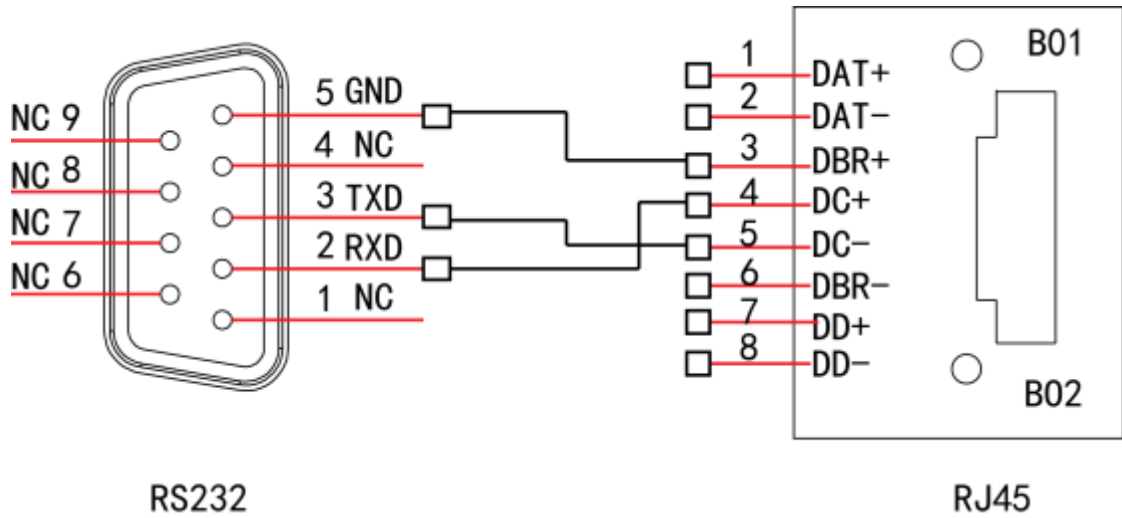 NC 9
NC 8
NC 7
NC 6
5 GND
4 NC
3 TXD
2 RXD
1 NC
1 DAT+
2 DAT-
3 DBR+
4 DC+
5 DC-
6 DBR-
7 DD+
8 DD-
B01
B02
RS232
RJ45